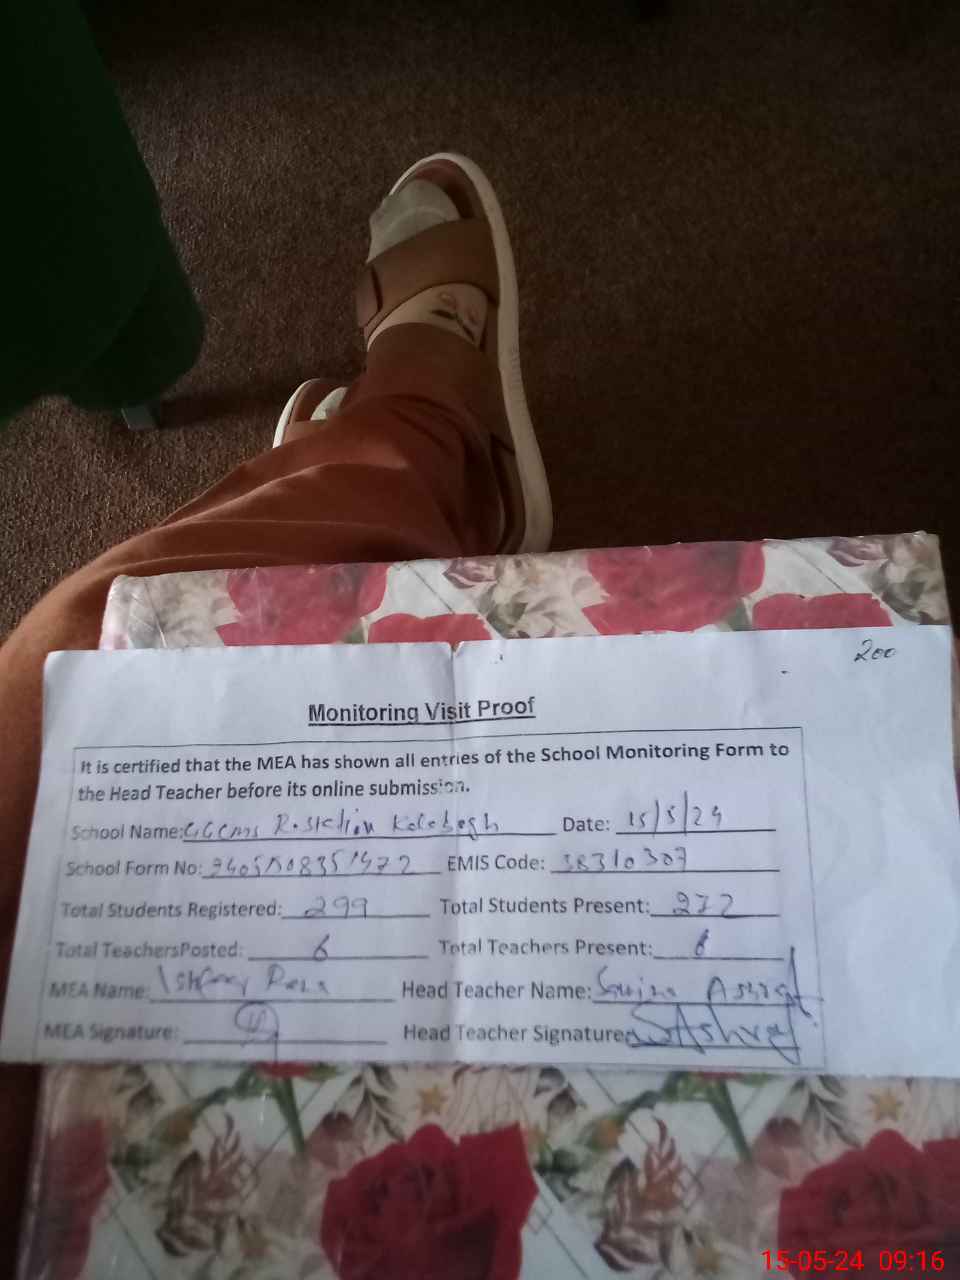 200
Monitoring Visit Proof
It is certified that the MEA has shown all entries of the School Monitoring Form to
the Head Teacher before its online submission.
School Name: Kalabagh Date: 15/5/24
School Form No: EMIS Code: 38310307
Total Students Registered: 299 Total Students Present: 272
Total TeachersPosted: 6 Total Teachers Present: 6
MEA Name: Head Teacher Name: Ashraf
MEA Signature: Head Teacher Signature: SAshraf
15-05-24 09:16